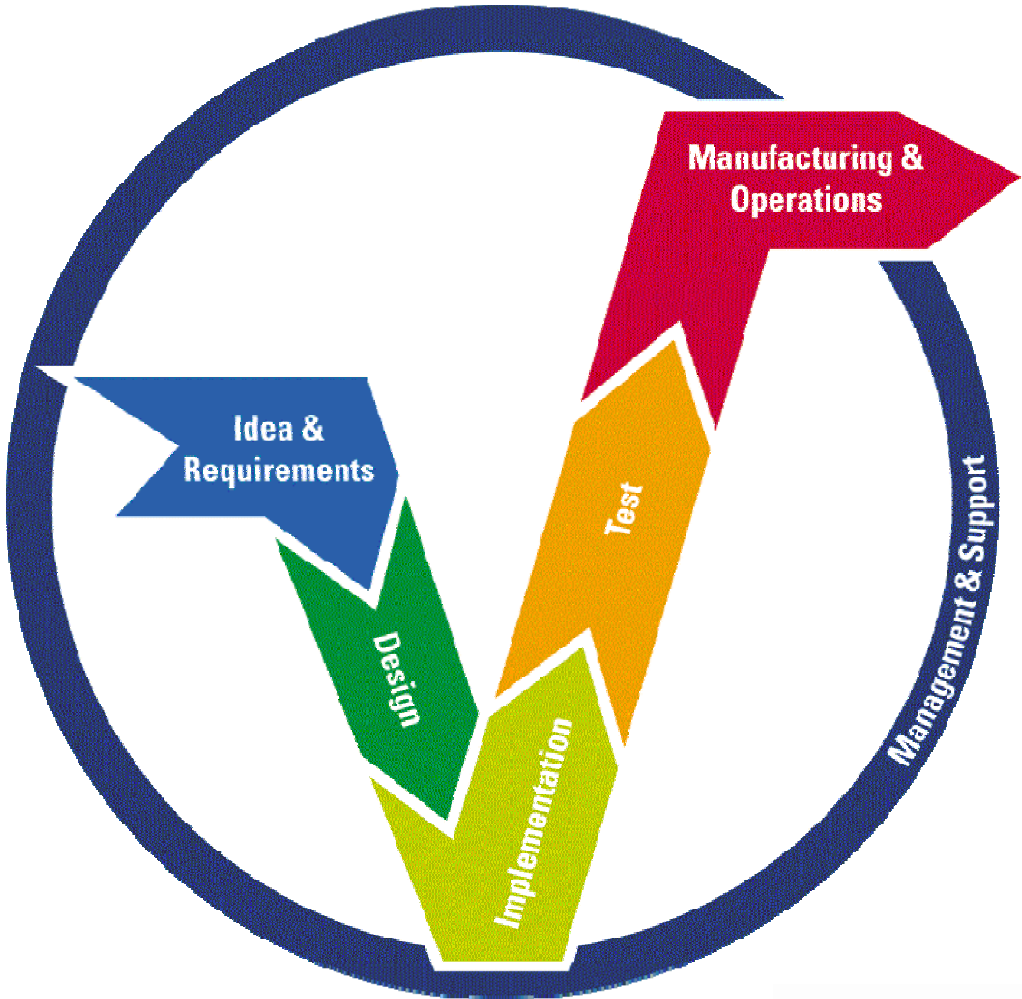 Idea &
Requirements
Design
Implementation
Test
Manufacturing &
Operations
Management & Support